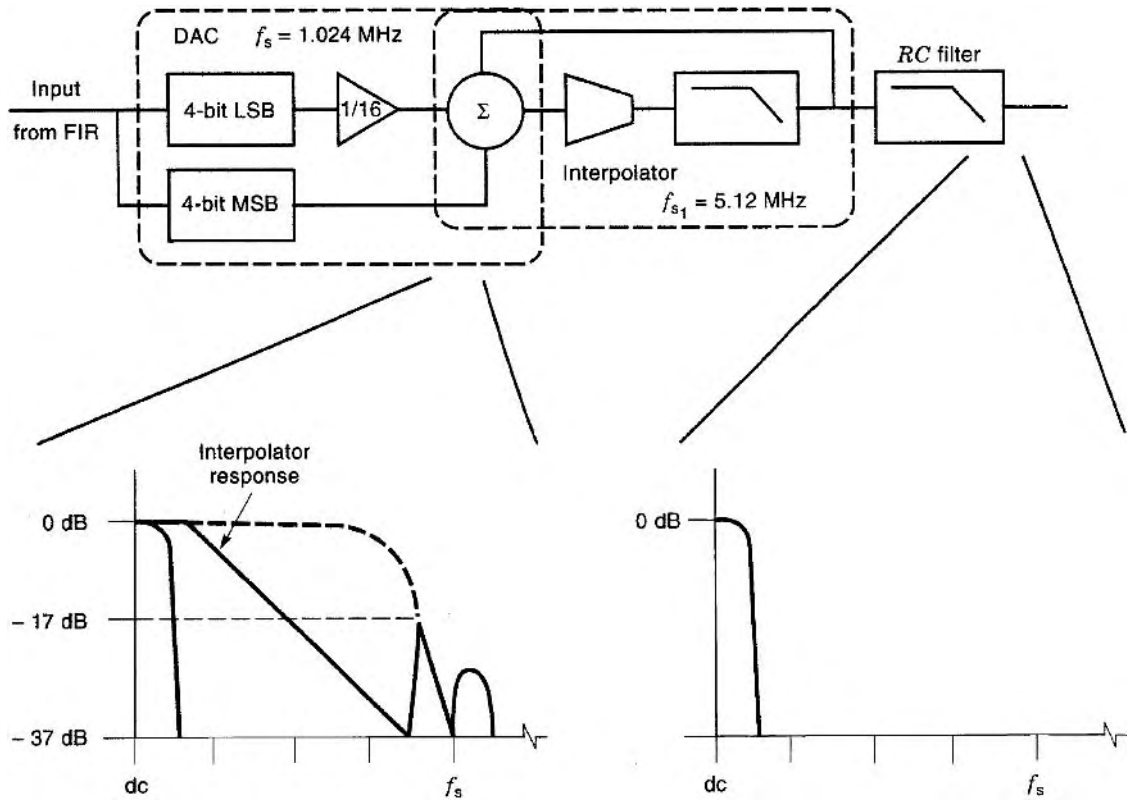 DAC f_s = 1.024 MHz
RC filter
Input
from FIR
4-bit LSB
1/16
Σ
4-bit MSB
Interpolator
f_s1 = 5.12 MHz
Interpolator
response
0 dB
– 17 dB
– 37 dB
dc
f_s
0 dB
dc
f_s